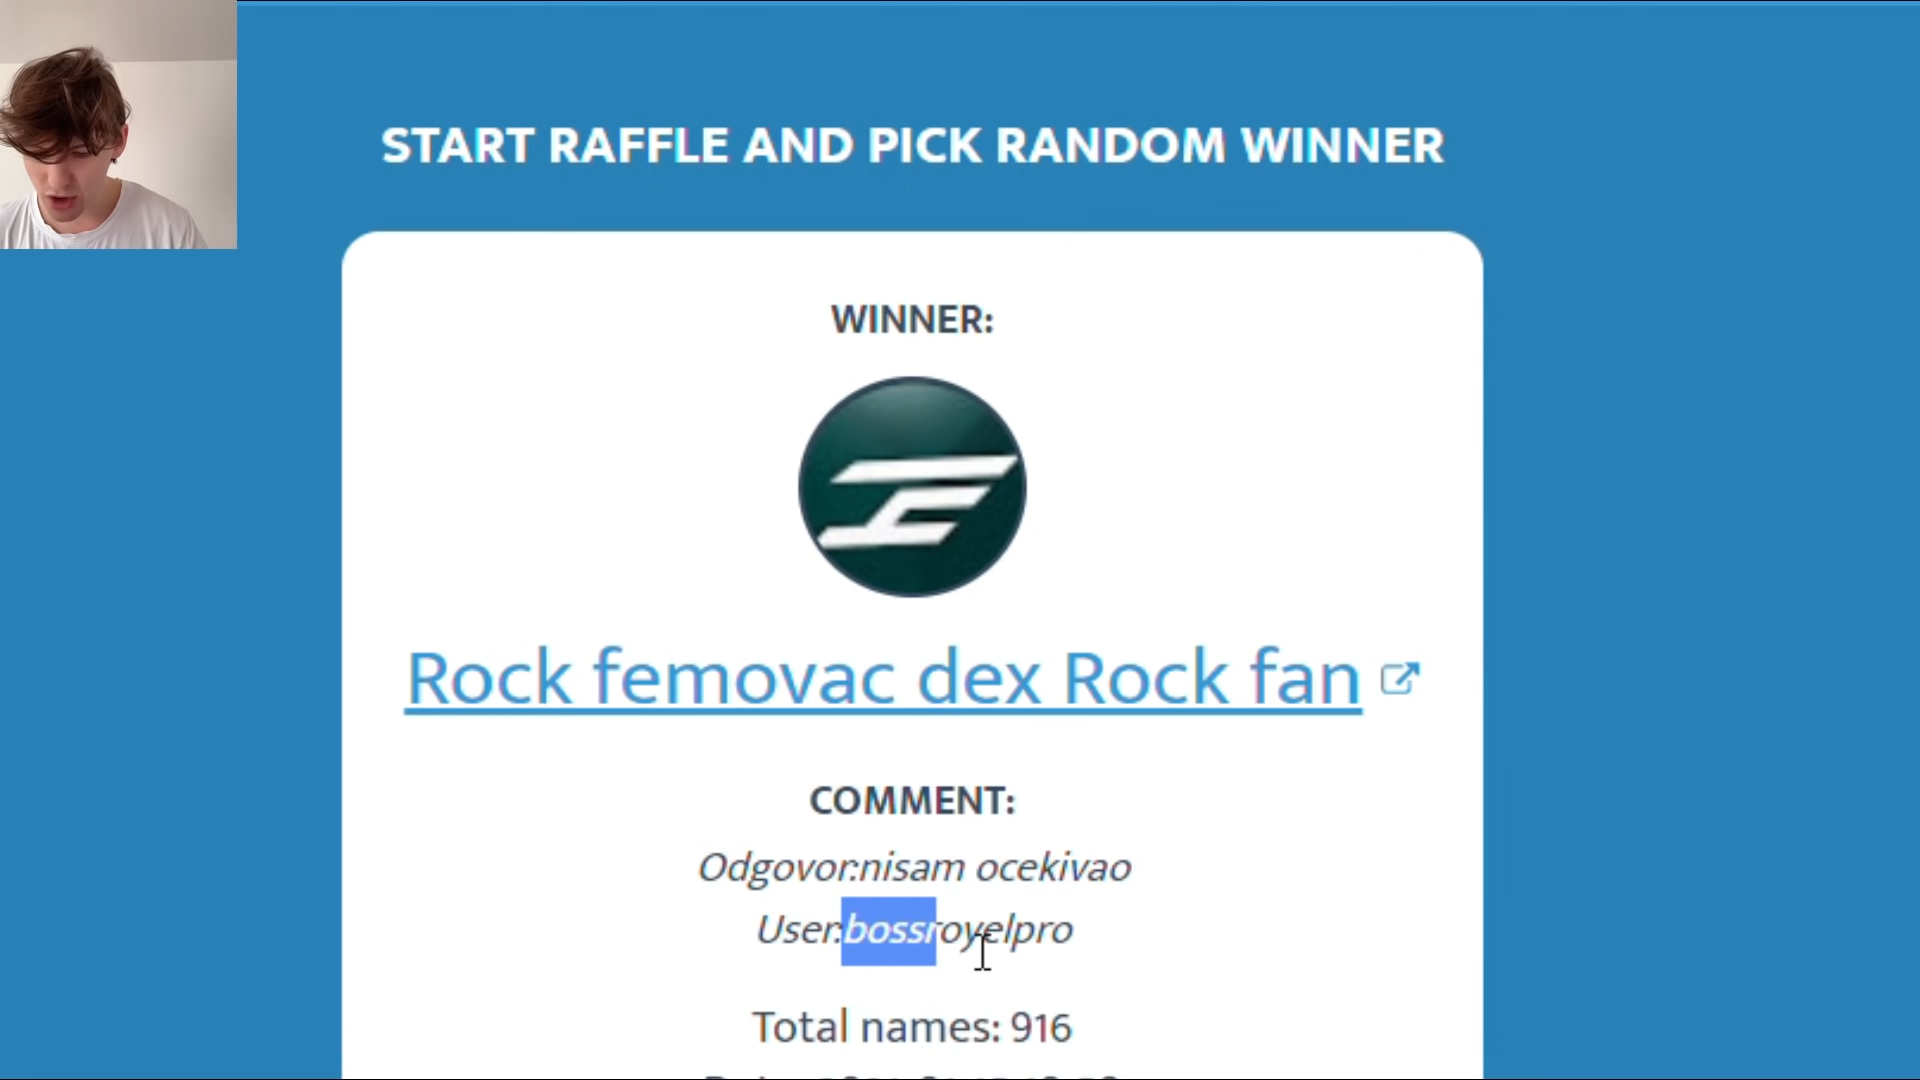 START RAFFLE AND PICK RANDOM WINNER
WINNER:
Rock femovac dex Rock fan
COMMENT:
Odgovor:nisam ocekivao
User:bossroyelpro
Total names: 916